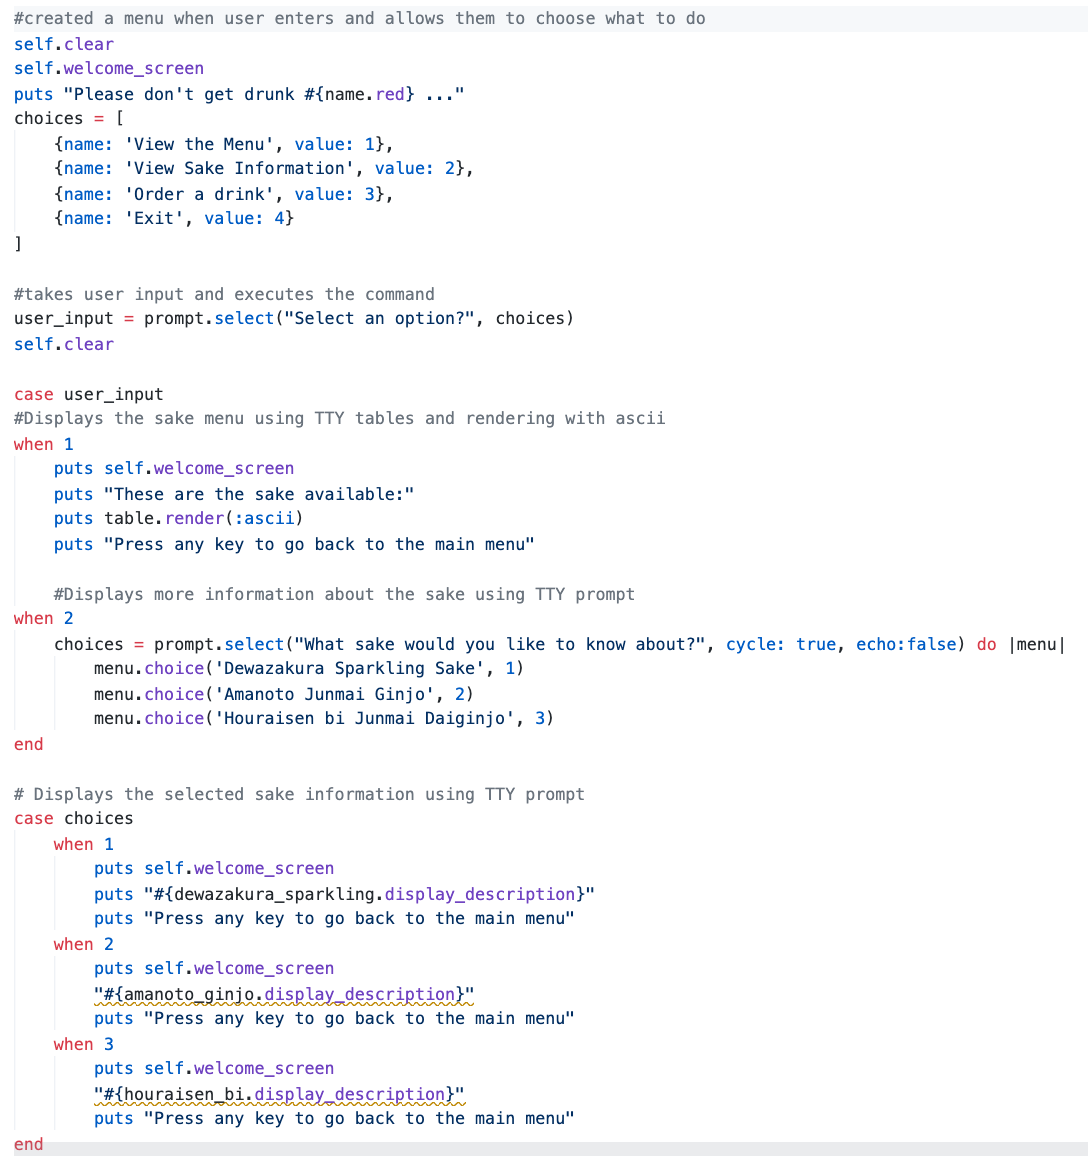 #created a menu when user enters and allows them to choose what to do
self.clear
self.welcome_screen
puts "Please don't get drunk #{name.red} ..."
choices = [
    {name: 'View the Menu', value: 1},
    {name: 'View Sake Information', value: 2},
    {name: 'Order a drink', value: 3},
    {name: 'Exit', value: 4}
]

#takes user input and executes the command
user_input = prompt.select("Select an option?", choices)
self.clear

case user_input
#Displays the sake menu using TTY tables and rendering with ascii
when 1
    puts self.welcome_screen
    puts "These are the sake available:"
    puts table.render(:ascii)
    puts "Press any key to go back to the main menu"

    #Displays more information about the sake using TTY prompt
when 2
    choices = prompt.select("What sake would you like to know about?", cycle: true, echo:false) do |menu|
        menu.choice('Dewazakura Sparkling Sake', 1)
        menu.choice('Amanoto Junmai Ginjo', 2)
        menu.choice('Houraisen bi Junmai Daiginjo', 3)
end

# Displays the selected sake information using TTY prompt
case choices
    when 1
        puts self.welcome_screen
        puts "#{dewazakura_sparkling.display_description}"
        puts "Press any key to go back to the main menu"
    when 2
        puts self.welcome_screen
        "#{amanoto_ginjo.display_description}"
        puts "Press any key to go back to the main menu"
    when 3
        puts self.welcome_screen
        "#{houraisen_bi.display_description}"
        puts "Press any key to go back to the main menu"
end